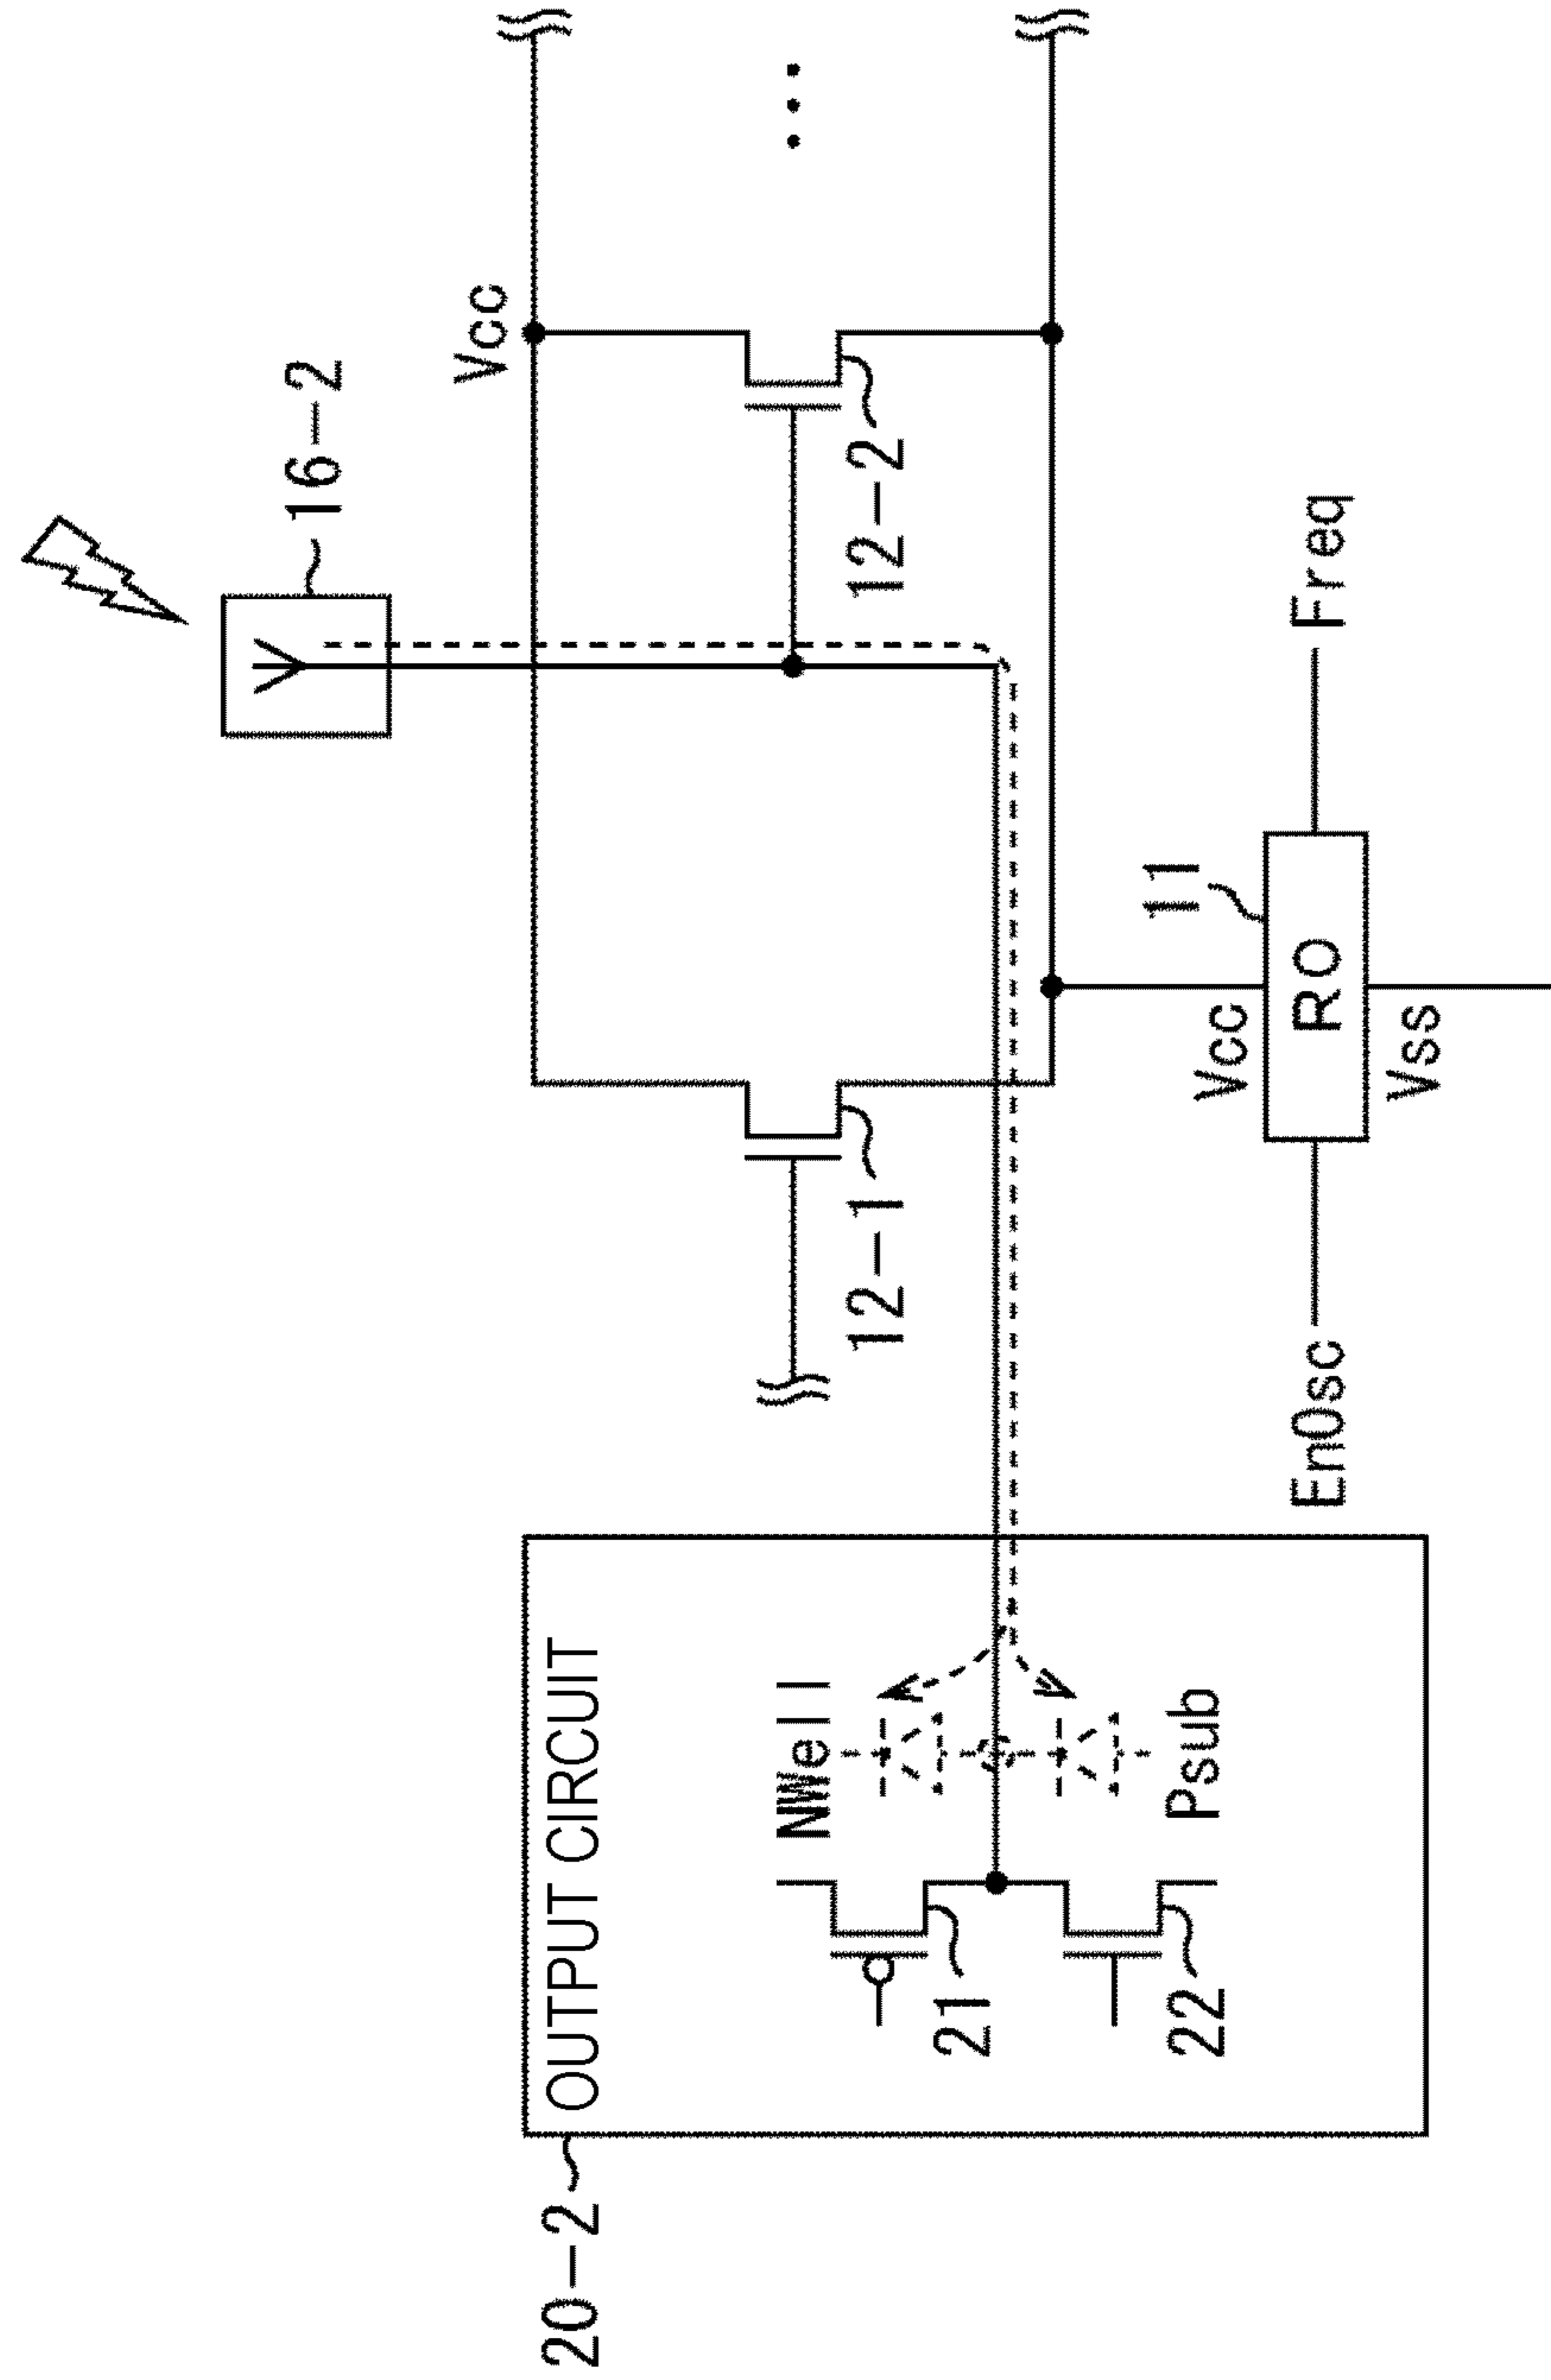 16-2
Vcc
12-2
12-1
11
RO
Vcc
Vss
Freq
EnOsc
20-2
OUTPUT CIRCUIT
NWell
Psub
21
22